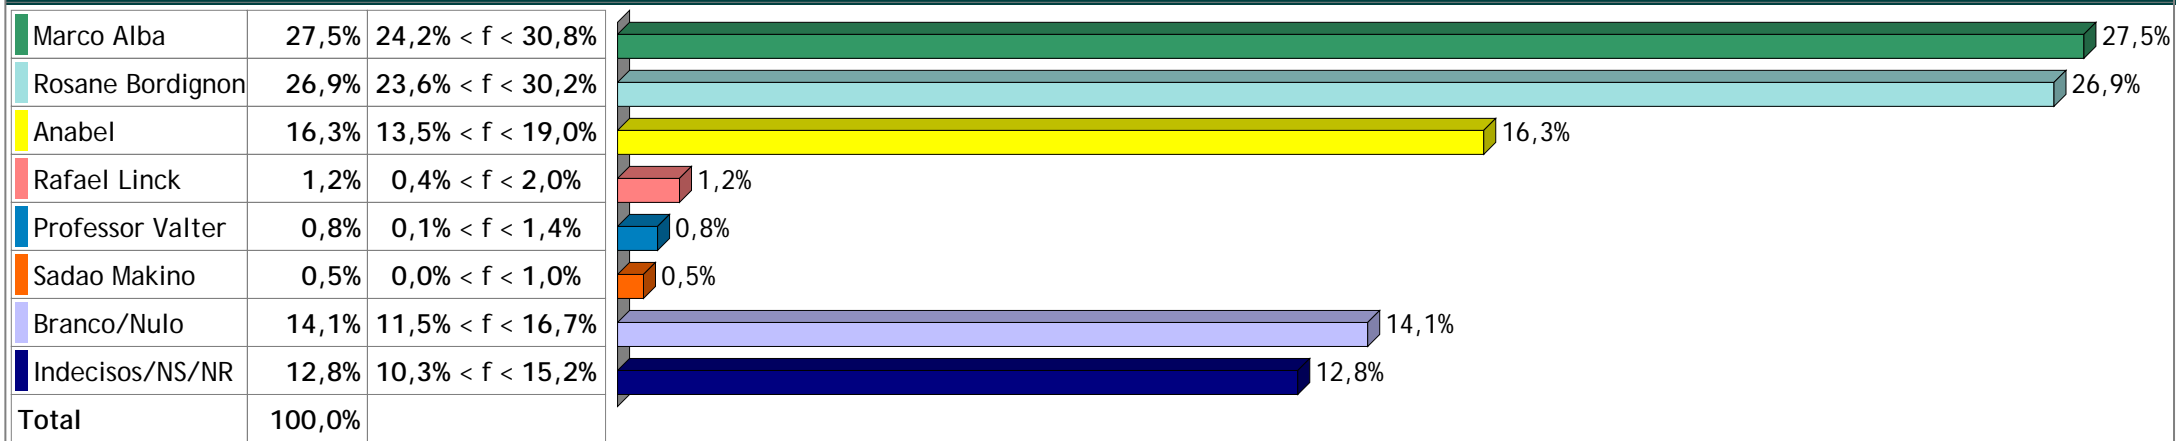 Marco Alba 27,5% 24,2% < f < 30,8% 27,5%
Rosane Bordignon 26,9% 23,6% < f < 30,2% 26,9%
Anabel 16,3% 13,5% < f < 19,0% 16,3%
Rafael Linck 1,2% 0,4% < f < 2,0% 1,2%
Professor Valter 0,8% 0,1% < f < 1,4% 0,8%
Sadao Makino 0,5% 0,0% < f < 1,0% 0,5%
Branco/Nulo 14,1% 11,5% < f < 16,7% 14,1%
Indecisos/NS/NR 12,8% 10,3% < f < 15,2% 12,8%
Total 100,0%